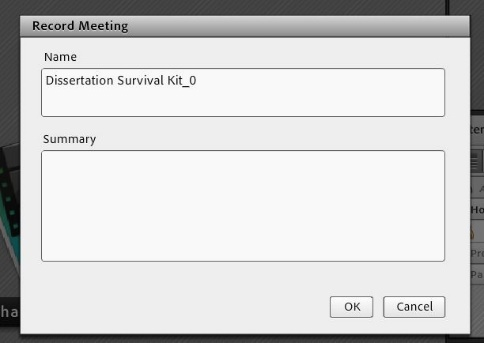 Record Meeting
Name
Dissertation Survival Kit_0
Summary
OK
Cancel